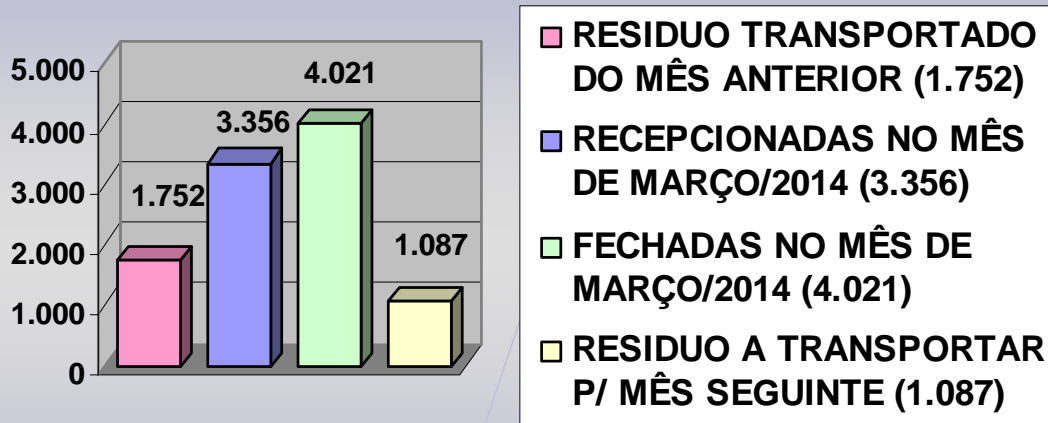 5.000
4.000
3.000
2.000
1.000
0
1.752
3.356
4.021
1.087
RESIDUO TRANSPORTADO
DO MÊS ANTERIOR (1.752)
RECEPCIONADAS NO MÊS
DE MARÇO/2014 (3.356)
FECHADAS NO MÊS DE
MARÇO/2014 (4.021)
RESIDUO A TRANSPORTAR
P/ MÊS SEGUINTE (1.087)